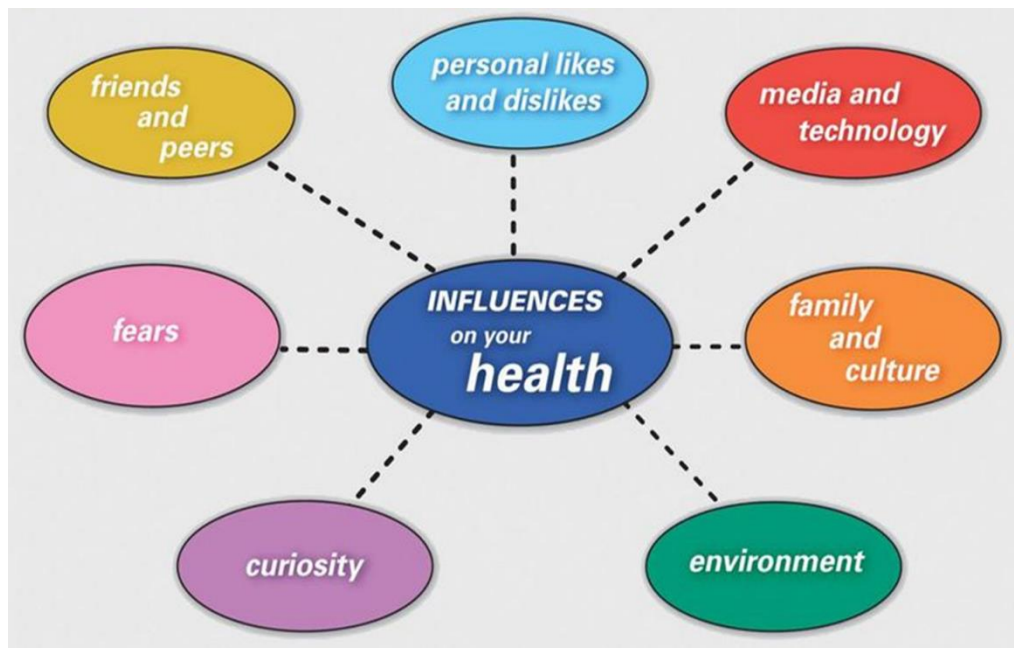 friends
and
peers
personal likes
and dislikes
media and
technology
fears
INFLUENCES
on your
health
family
and
culture
curiosity
environment